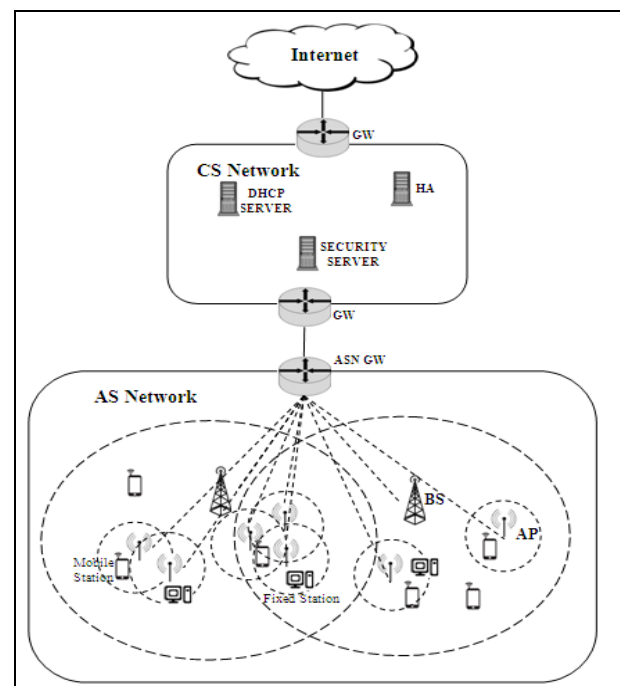 Internet
GW
CS Network
DHCP
SERVER
HA
SECURITY
SERVER
GW
ASN GW
AS Network
BS
AP
Mobile
Station
Fixed Station